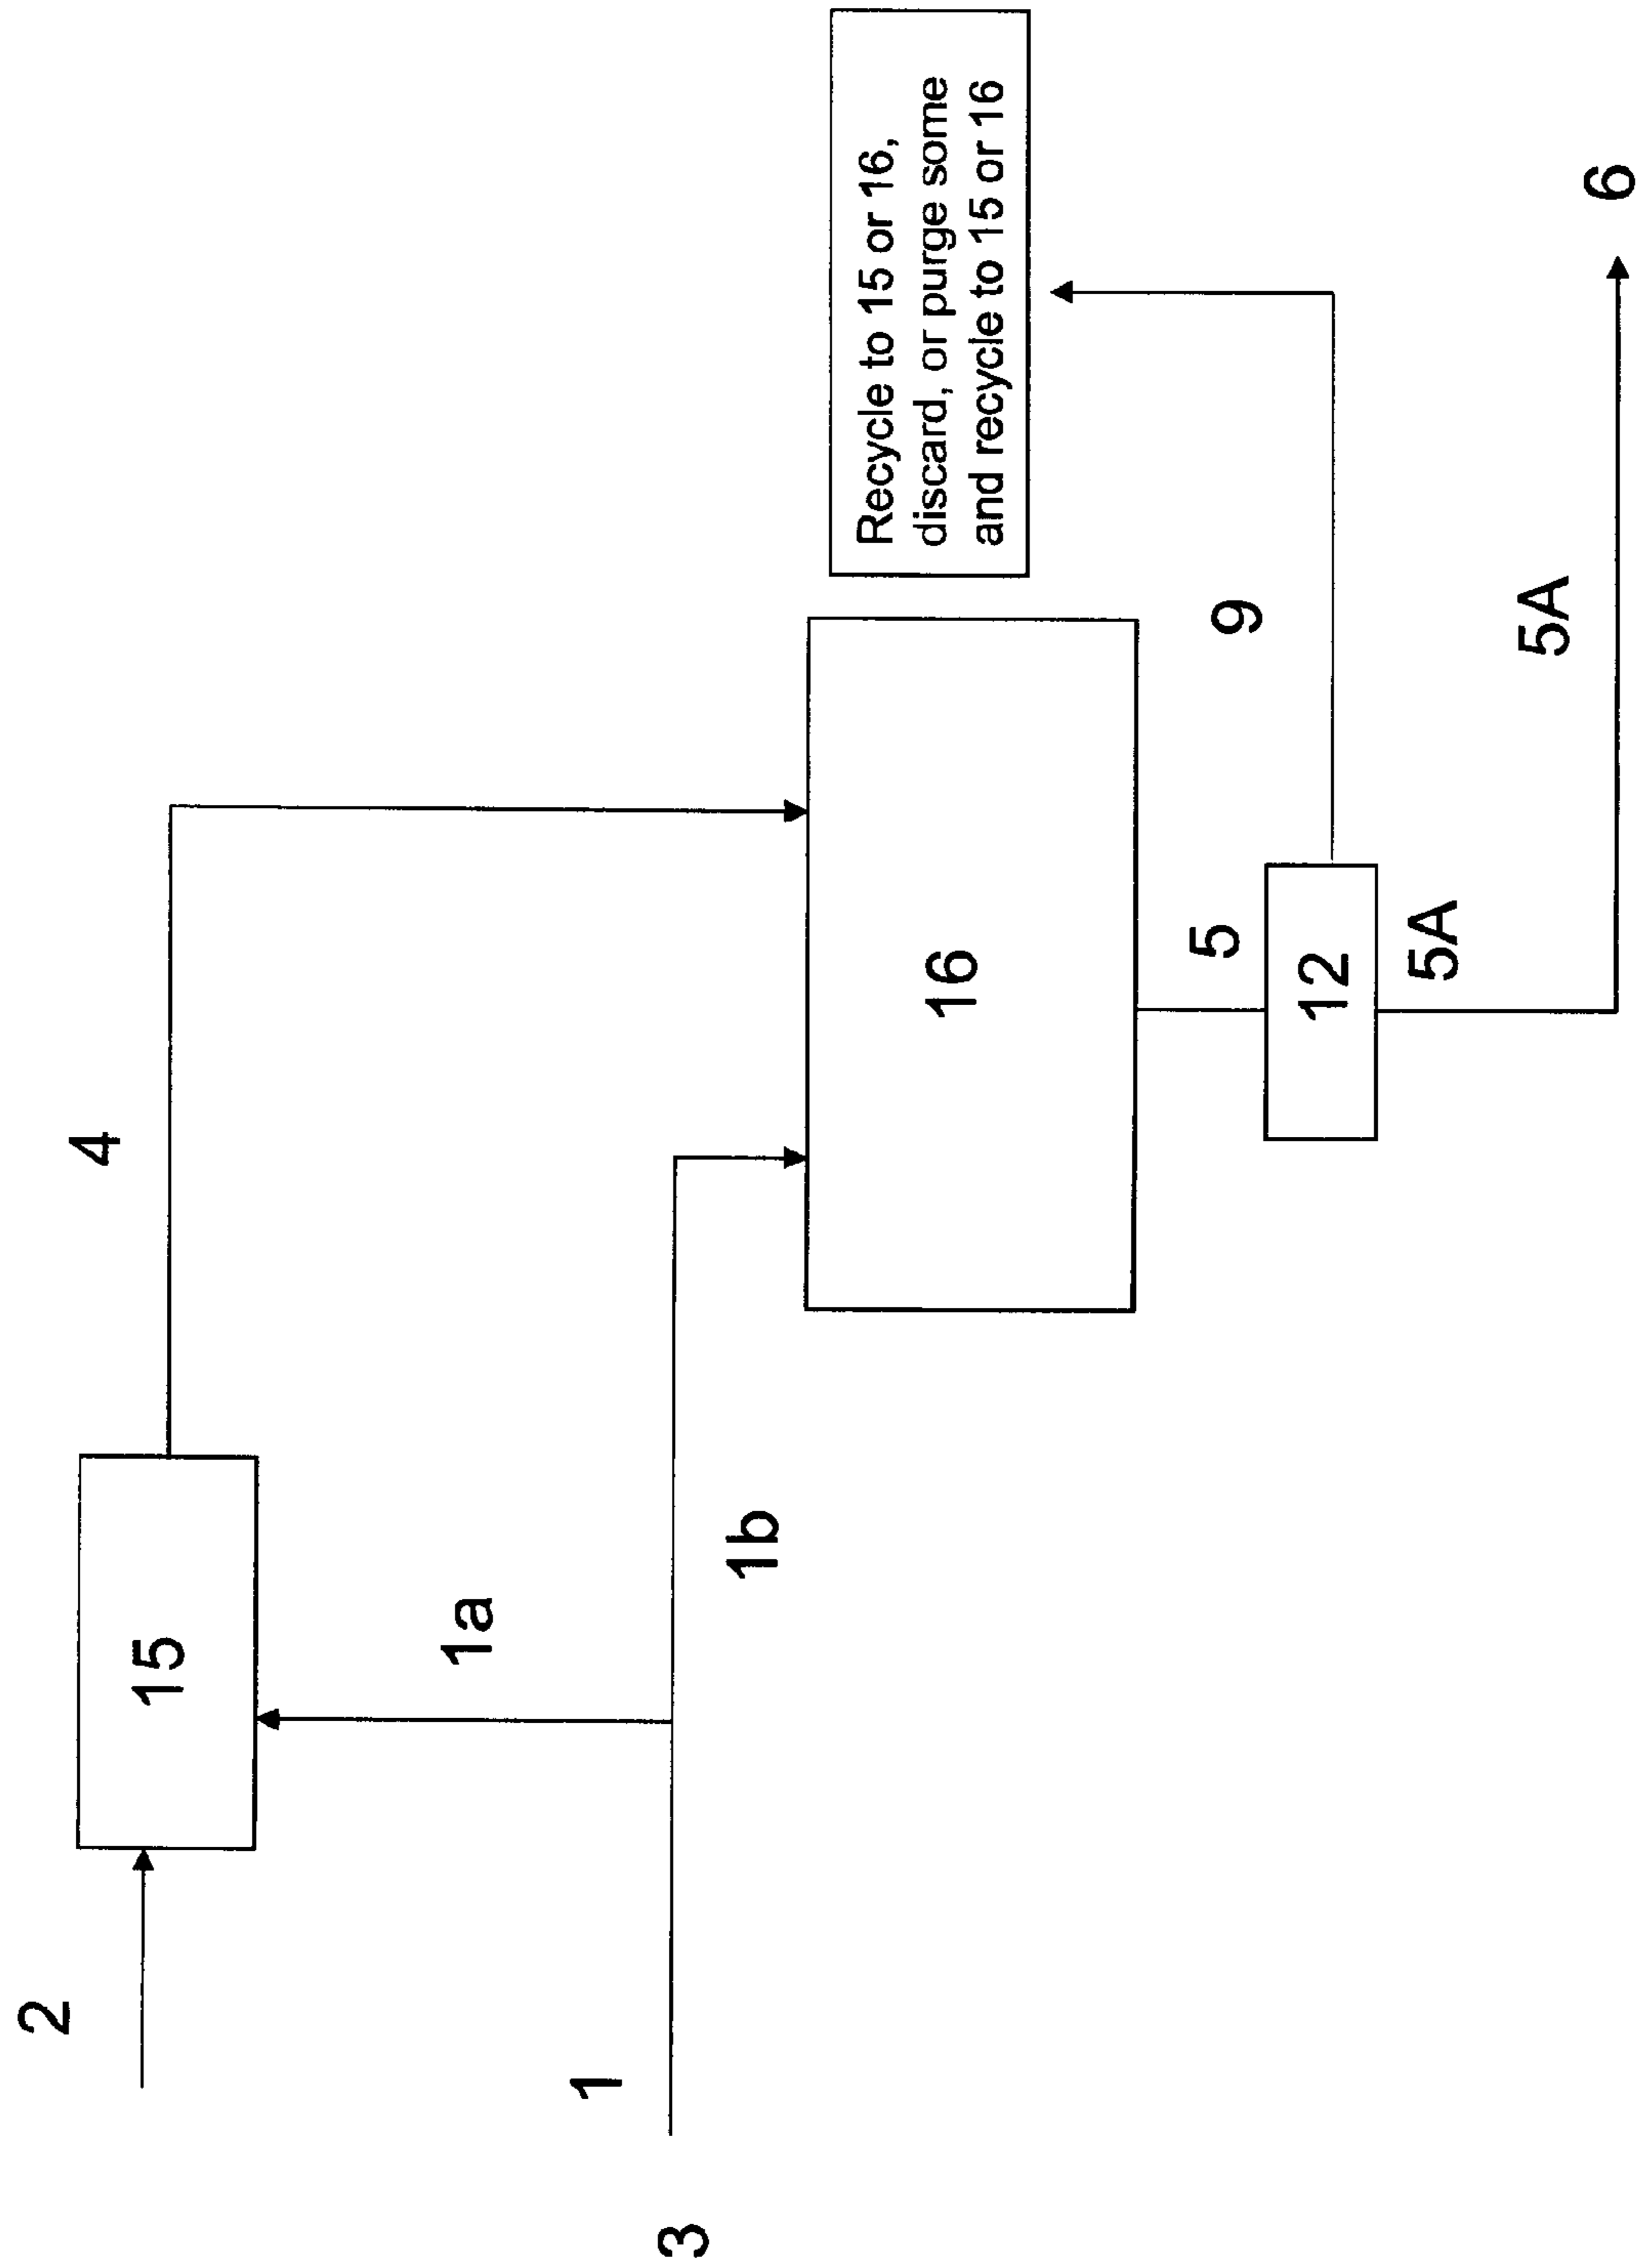 2
15
4
1a
1
3
1b
16
Recycle to 15 or 16,
discard, or purge some
and recycle to 15 or 16
5
9
12
5A
5A
6